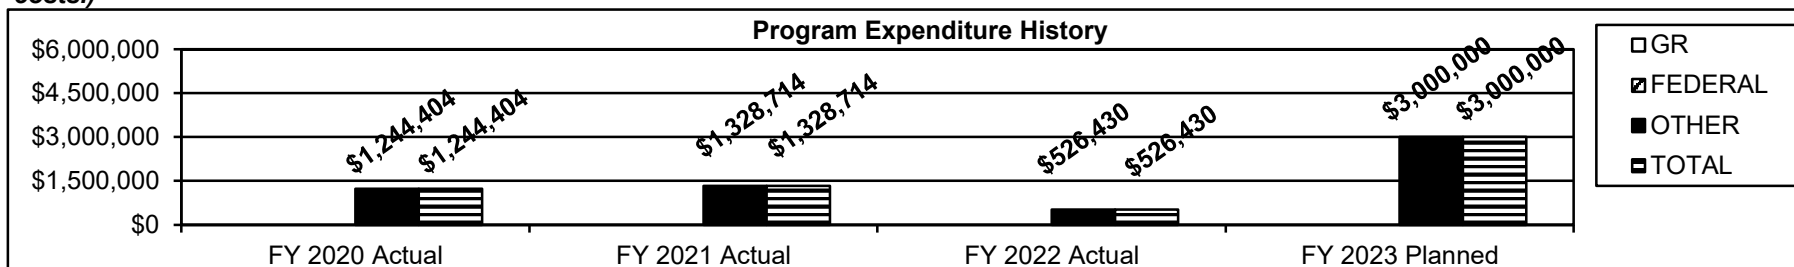 costs.)
Program Expenditure History
$6,000,000
$4,500,000
$3,000,000
$1,500,000
$0
$1,244,404
$1,244,404
$1,328,714
$1,328,714
$526,430
$526,430
$3,000,000
$3,000,000
FY 2020 Actual
FY 2021 Actual
FY 2022 Actual
FY 2023 Planned
GR
FEDERAL
OTHER
TOTAL